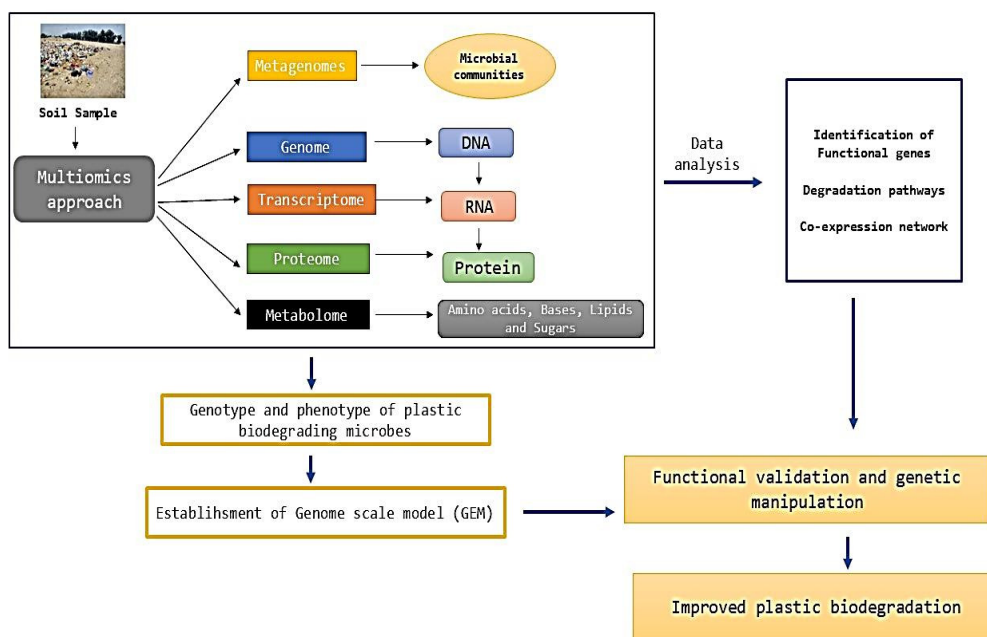 Soil Sample
Multiomics
approach
Metagenomes
Microbial
communities
Genome
DNA
Transcriptome
RNA
Proteome
Protein
Metabolome
Amino acids, Bases, Lipids
and Sugars
Data
analysis
Identification of
Functional genes
Degradation pathways
Co-expression network
Genotype and phenotype of plastic
biodegrading microbes
Establihsment of Genome scale model (GEM)
Functional validation and genetic
manipulation
Improved plastic biodegradation